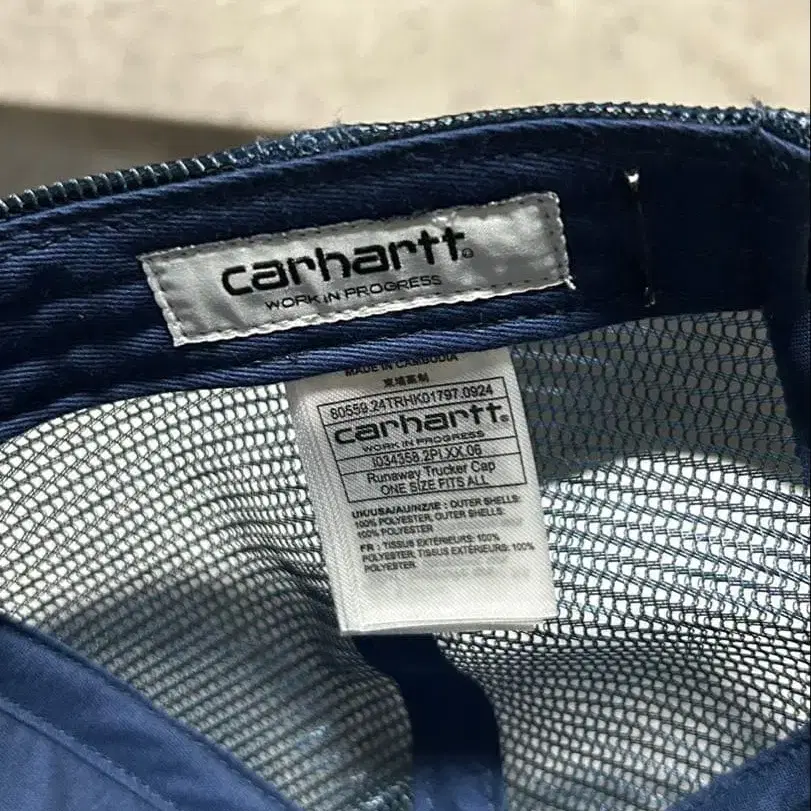 carhartt®
WORK IN PROGRESS
MADE IN CAMBODIA
柬埔寨制
80559.24TRHK01797.0924
carhartt®
WORK IN PROGRESS
I034358.2PI.XX.06
Runaway Trucker Cap
ONE SIZE FITS ALL
UK/USA/AU/NZ/IE : OUTER SHELLS:
100% POLYESTER, OUTER SHELLS:
100% POLYESTER
FR : TISSUS EXTÉRIEURS: 100%
POLYESTER, TISSUS EXTÉRIEURS: 100%
POLYESTER